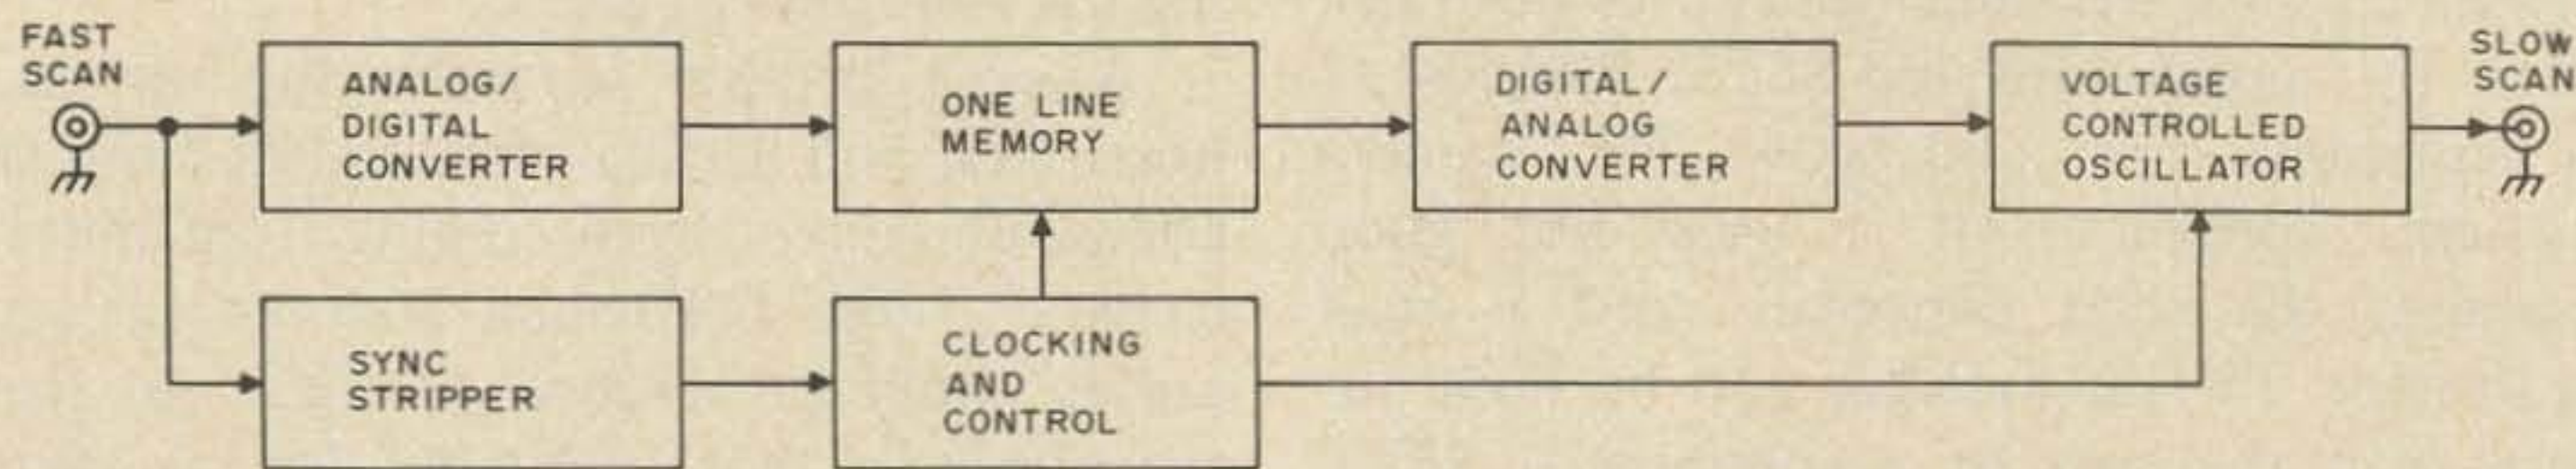 FAST
SCAN
ANALOG/
DIGITAL
CONVERTER
ONE LINE
MEMORY
DIGITAL/
ANALOG
CONVERTER
VOLTAGE
CONTROLLED
OSCILLATOR
SLOW
SCAN
SYNC
STRIPPER
CLOCKING
AND
CONTROL